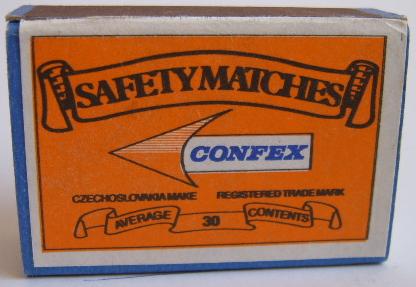 SAFETY MATCHES
CONFEX
CZECHOSLOVAKIA MAKE REGISTERED TRADE MARK
AVERAGE 30 CONTENTS